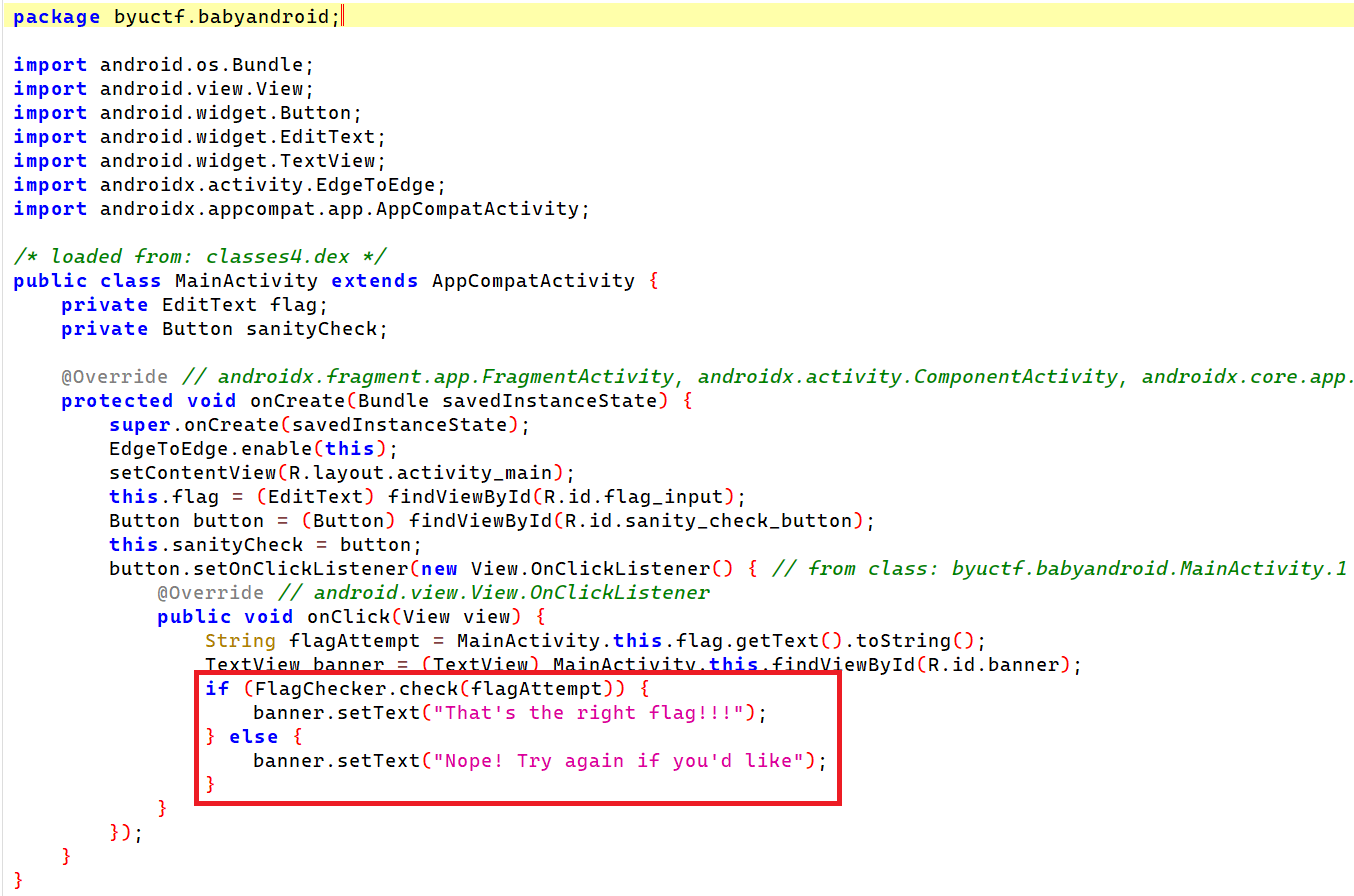 package byuctf.babyandroid;
import android.os.Bundle;
import android.view.View;
import android.widget.Button;
import android.widget.EditText;
import android.widget.TextView;
import androidx.activity.EdgeToEdge;
import androidx.appcompat.app.AppCompatActivity;
/* loaded from: classes4.dex */
public class MainActivity extends AppCompatActivity {
    private EditText flag;
    private Button sanityCheck;
    @Override // androidx.fragment.app.FragmentActivity, androidx.activity.ComponentActivity, androidx.core.app.
    protected void onCreate(Bundle savedInstanceState) {
        super.onCreate(savedInstanceState);
        EdgeToEdge.enable(this);
        setContentView(R.layout.activity_main);
        this.flag = (EditText) findViewById(R.id.flag_input);
        Button button = (Button) findViewById(R.id.sanity_check_button);
        this.sanityCheck = button;
        button.setOnClickListener(new View.OnClickListener() { // from class: byuctf.babyandroid.MainActivity.1
            @Override // android.view.View.OnClickListener
            public void onClick(View view) {
                String flagAttempt = MainActivity.this.flag.getText().toString();
                TextView banner = (TextView) MainActivity.this.findViewById(R.id.banner);
                if (FlagChecker.check(flagAttempt)) {
                    banner.setText("That's the right flag!!!");
                } else {
                    banner.setText("Nope! Try again if you'd like");
                }
            }
        });
    }
}